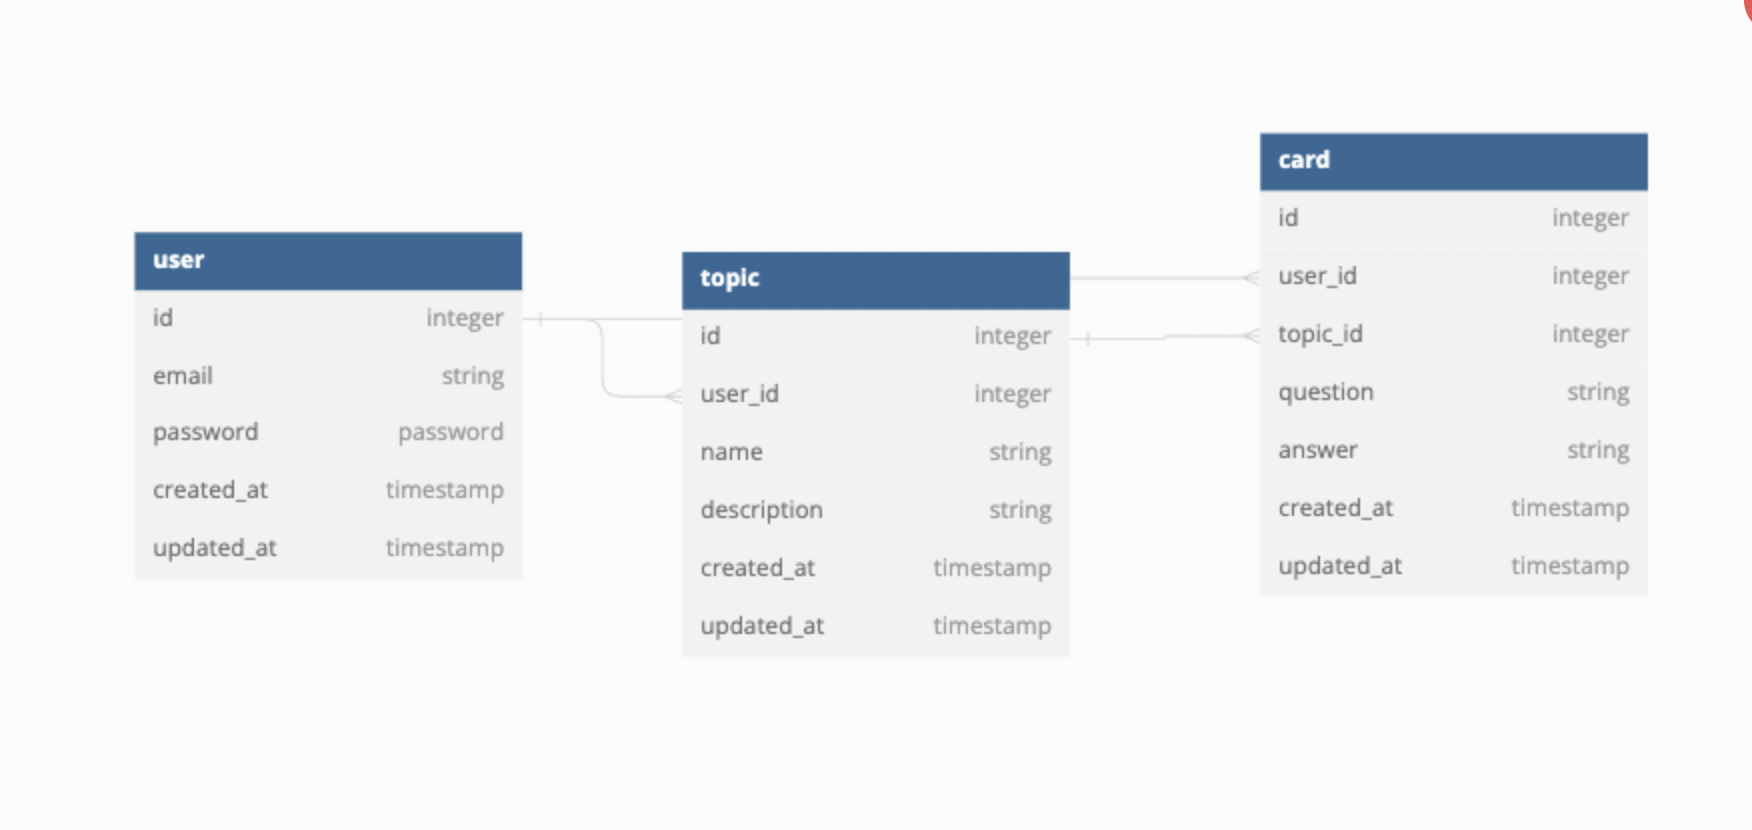 user
id integer
email string
password password
created_at timestamp
updated_at timestamp
topic
id integer
user_id integer
name string
description string
created_at timestamp
updated_at timestamp
card
id integer
user_id integer
topic_id integer
question string
answer string
created_at timestamp
updated_at timestamp